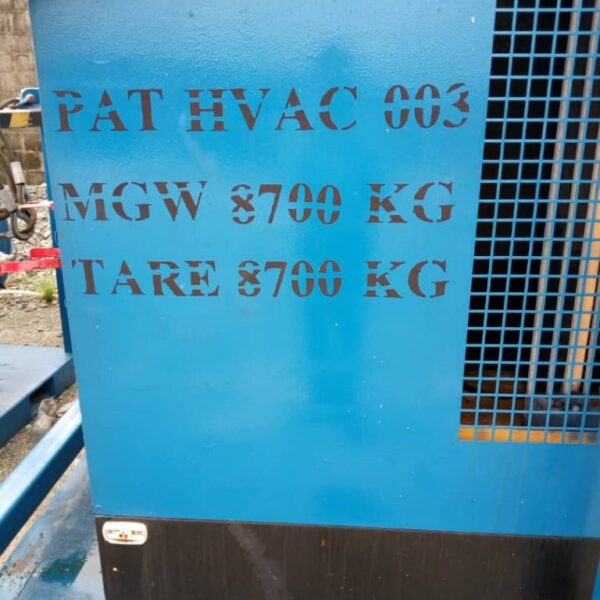 PAT HVAC 003
MGW 8700 KG
TARE 8700 KG